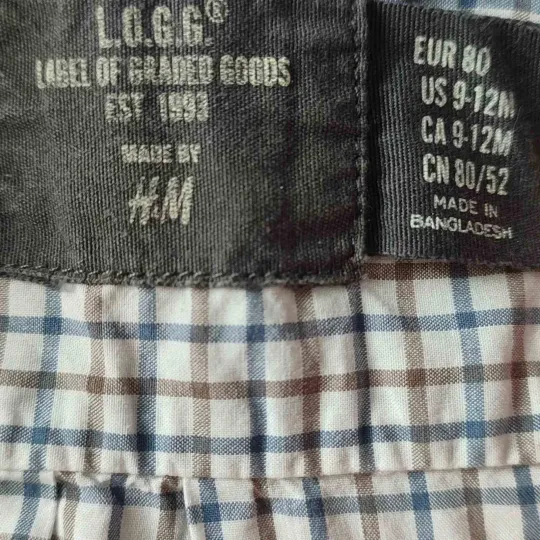 L.O.G.G.®
LABEL OF GRADED GOODS
EST 1993
MADE BY
H&M
EUR 80
US 9-12M
CA 9-12M
CN 80/52
MADE IN
BANGLADESH